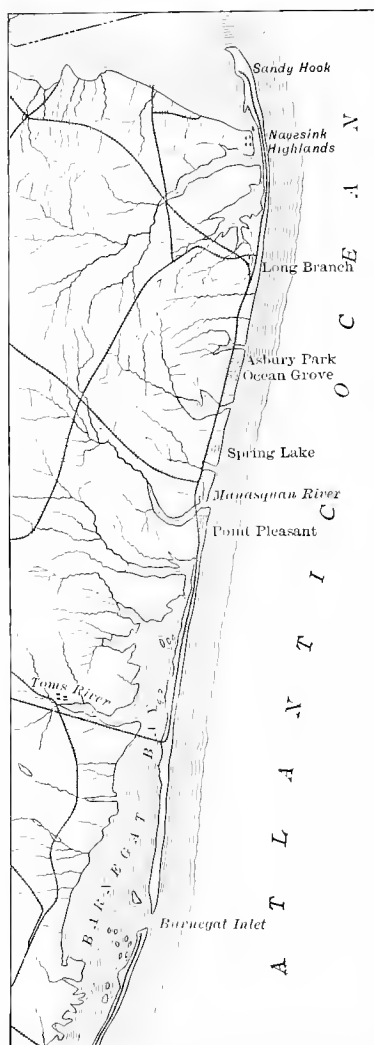 Sandy Hook
Navesink
Highlands
Long Branch
Asbury Park
Ocean Grove
Spring Lake
Manasquan River
Point Pleasant
Toms River
BARNEGAT BAY
Barnegat Inlet
ATLANTIC OCEAN